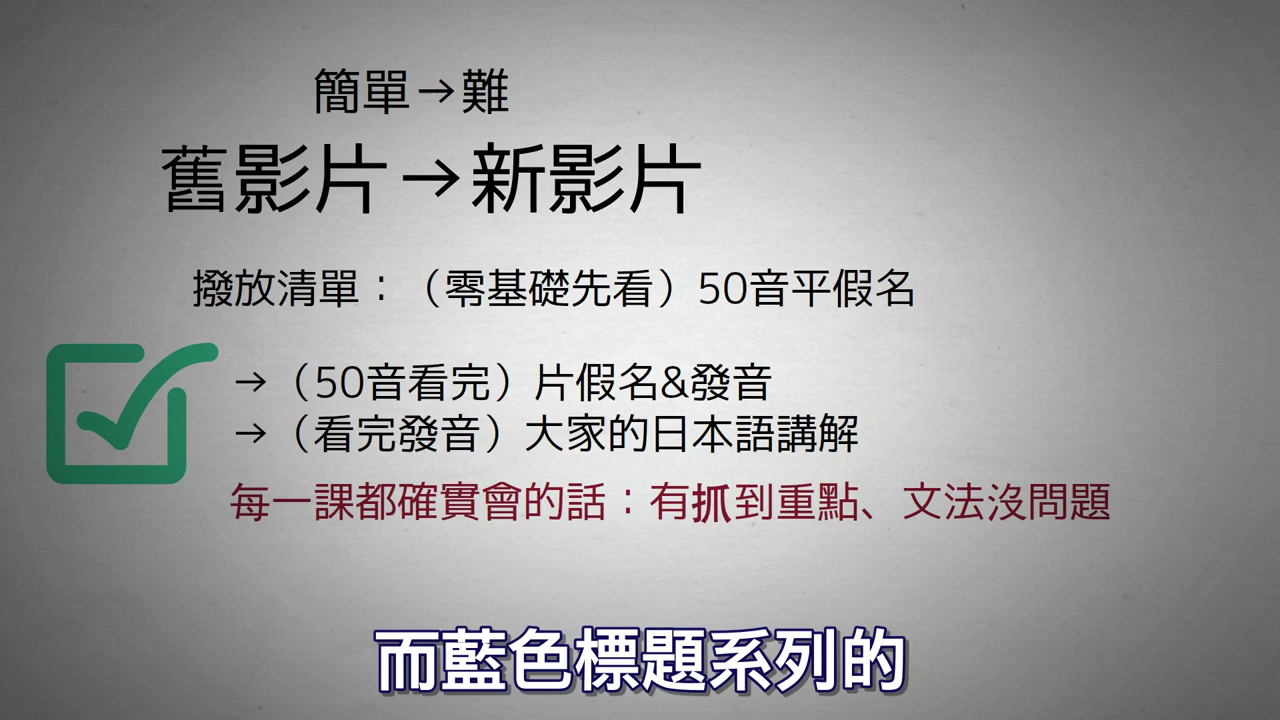 簡單→難
舊影片→新影片
撥放清單：（零基礎先看）50音平假名
→（50音看完）片假名&發音
→（看完發音）大家的日本語講解
每一課都確實會的話：有抓到重點、文法沒問題
而藍色標題系列的